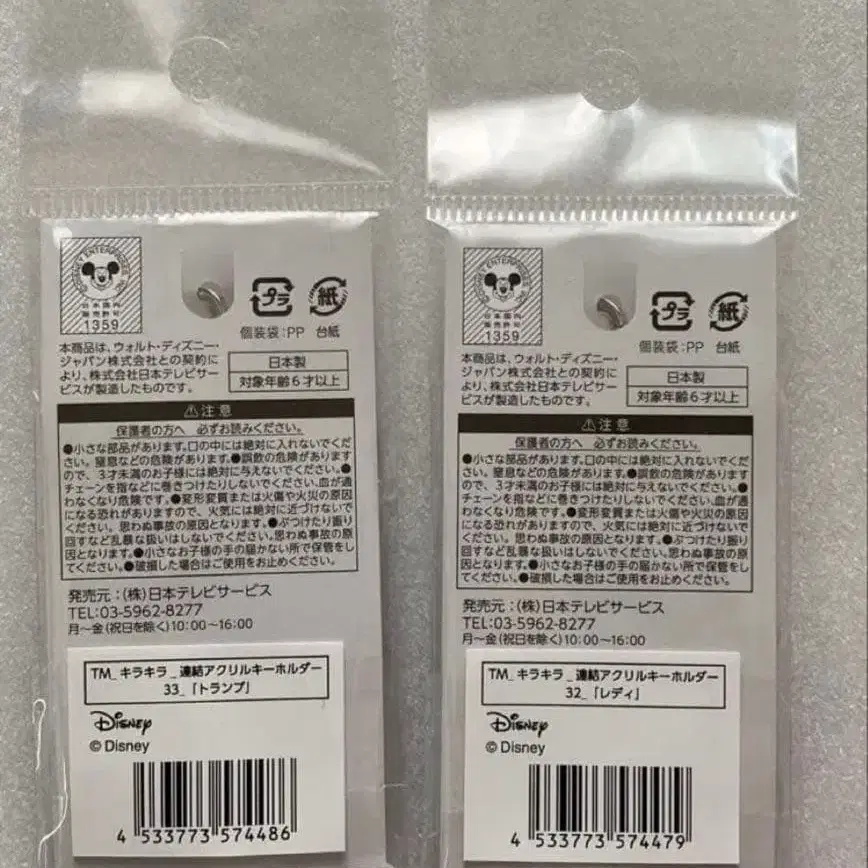 DISNEY ENTERPRISES, INC.
日本国内
販売許可
1359
プラ
紙
個装袋:PP 台紙
本商品は、ウォルト・ディズニー・
ジャパン株式会社との契約に
より、株式会社日本テレビサー
ビスが製造したものです。
日本製
対象年齢6才以上
⚠注意
保護者の方へ 必ずお読みください。
●小さな部品があります。口の中には絶対に入れないでくだ
さい。窒息などの危険があります。●誤飲の危険があります
ので、3才未満のお子様には絶対に与えないでください。●
チェーンを指などに巻きつけたりしないでください、血が通
わなくなり危険です。●変形変質または火傷や火災の原因
になる恐れがありますので、火気には絶対に近づけないで
ください。思わぬ事故の原因となります。●ぶつけたり振り
回すなど乱暴な扱いはしないでください。思わぬ事故の原
因となります。●小さなお子様の手の届かない所で保管をし
てください。●破損した場合はご使用をお止めください。
発売元:(株)日本テレビサービス
TEL:03-5962-8277
月~金(祝日を除く)10:00~16:00
TM_キラキラ_連結アクリルキーホルダー
33_「トランプ」
Disney
© Disney
4 533773 574486
DISNEY ENTERPRISES, INC.
日本国内
販売許可
1359
プラ
紙
個装袋:PP 台紙
本商品は、ウォルト・ディズニー・
ジャパン株式会社との契約に
より、株式会社日本テレビサー
ビスが製造したものです。
日本製
対象年齢6才以上
⚠注意
保護者の方へ 必ずお読みください。
●小さな部品があります。口の中には絶対に入れないでくだ
さい。窒息などの危険があります。●誤飲の危険があります
ので、3才未満のお子様には絶対に与えないでください。●
チェーンを指などに巻きつけたりしないでください、血が通
わなくなり危険です。●変形変質または火傷や火災の原因
になる恐れがありますので、火気には絶対に近づけないで
ください。思わぬ事故の原因となります。●ぶつけたり振り
回すなど乱暴な扱いはしないでください。思わぬ事故の原
因となります。●小さなお子様の手の届かない所で保管をし
てください。●破損した場合はご使用をお止めください。
発売元:(株)日本テレビサービス
TEL:03-5962-8277
月~金(祝日を除く)10:00~16:00
TM_キラキラ_連結アクリルキーホルダー
32_「レディ」
Disney
© Disney
4 533773 574479